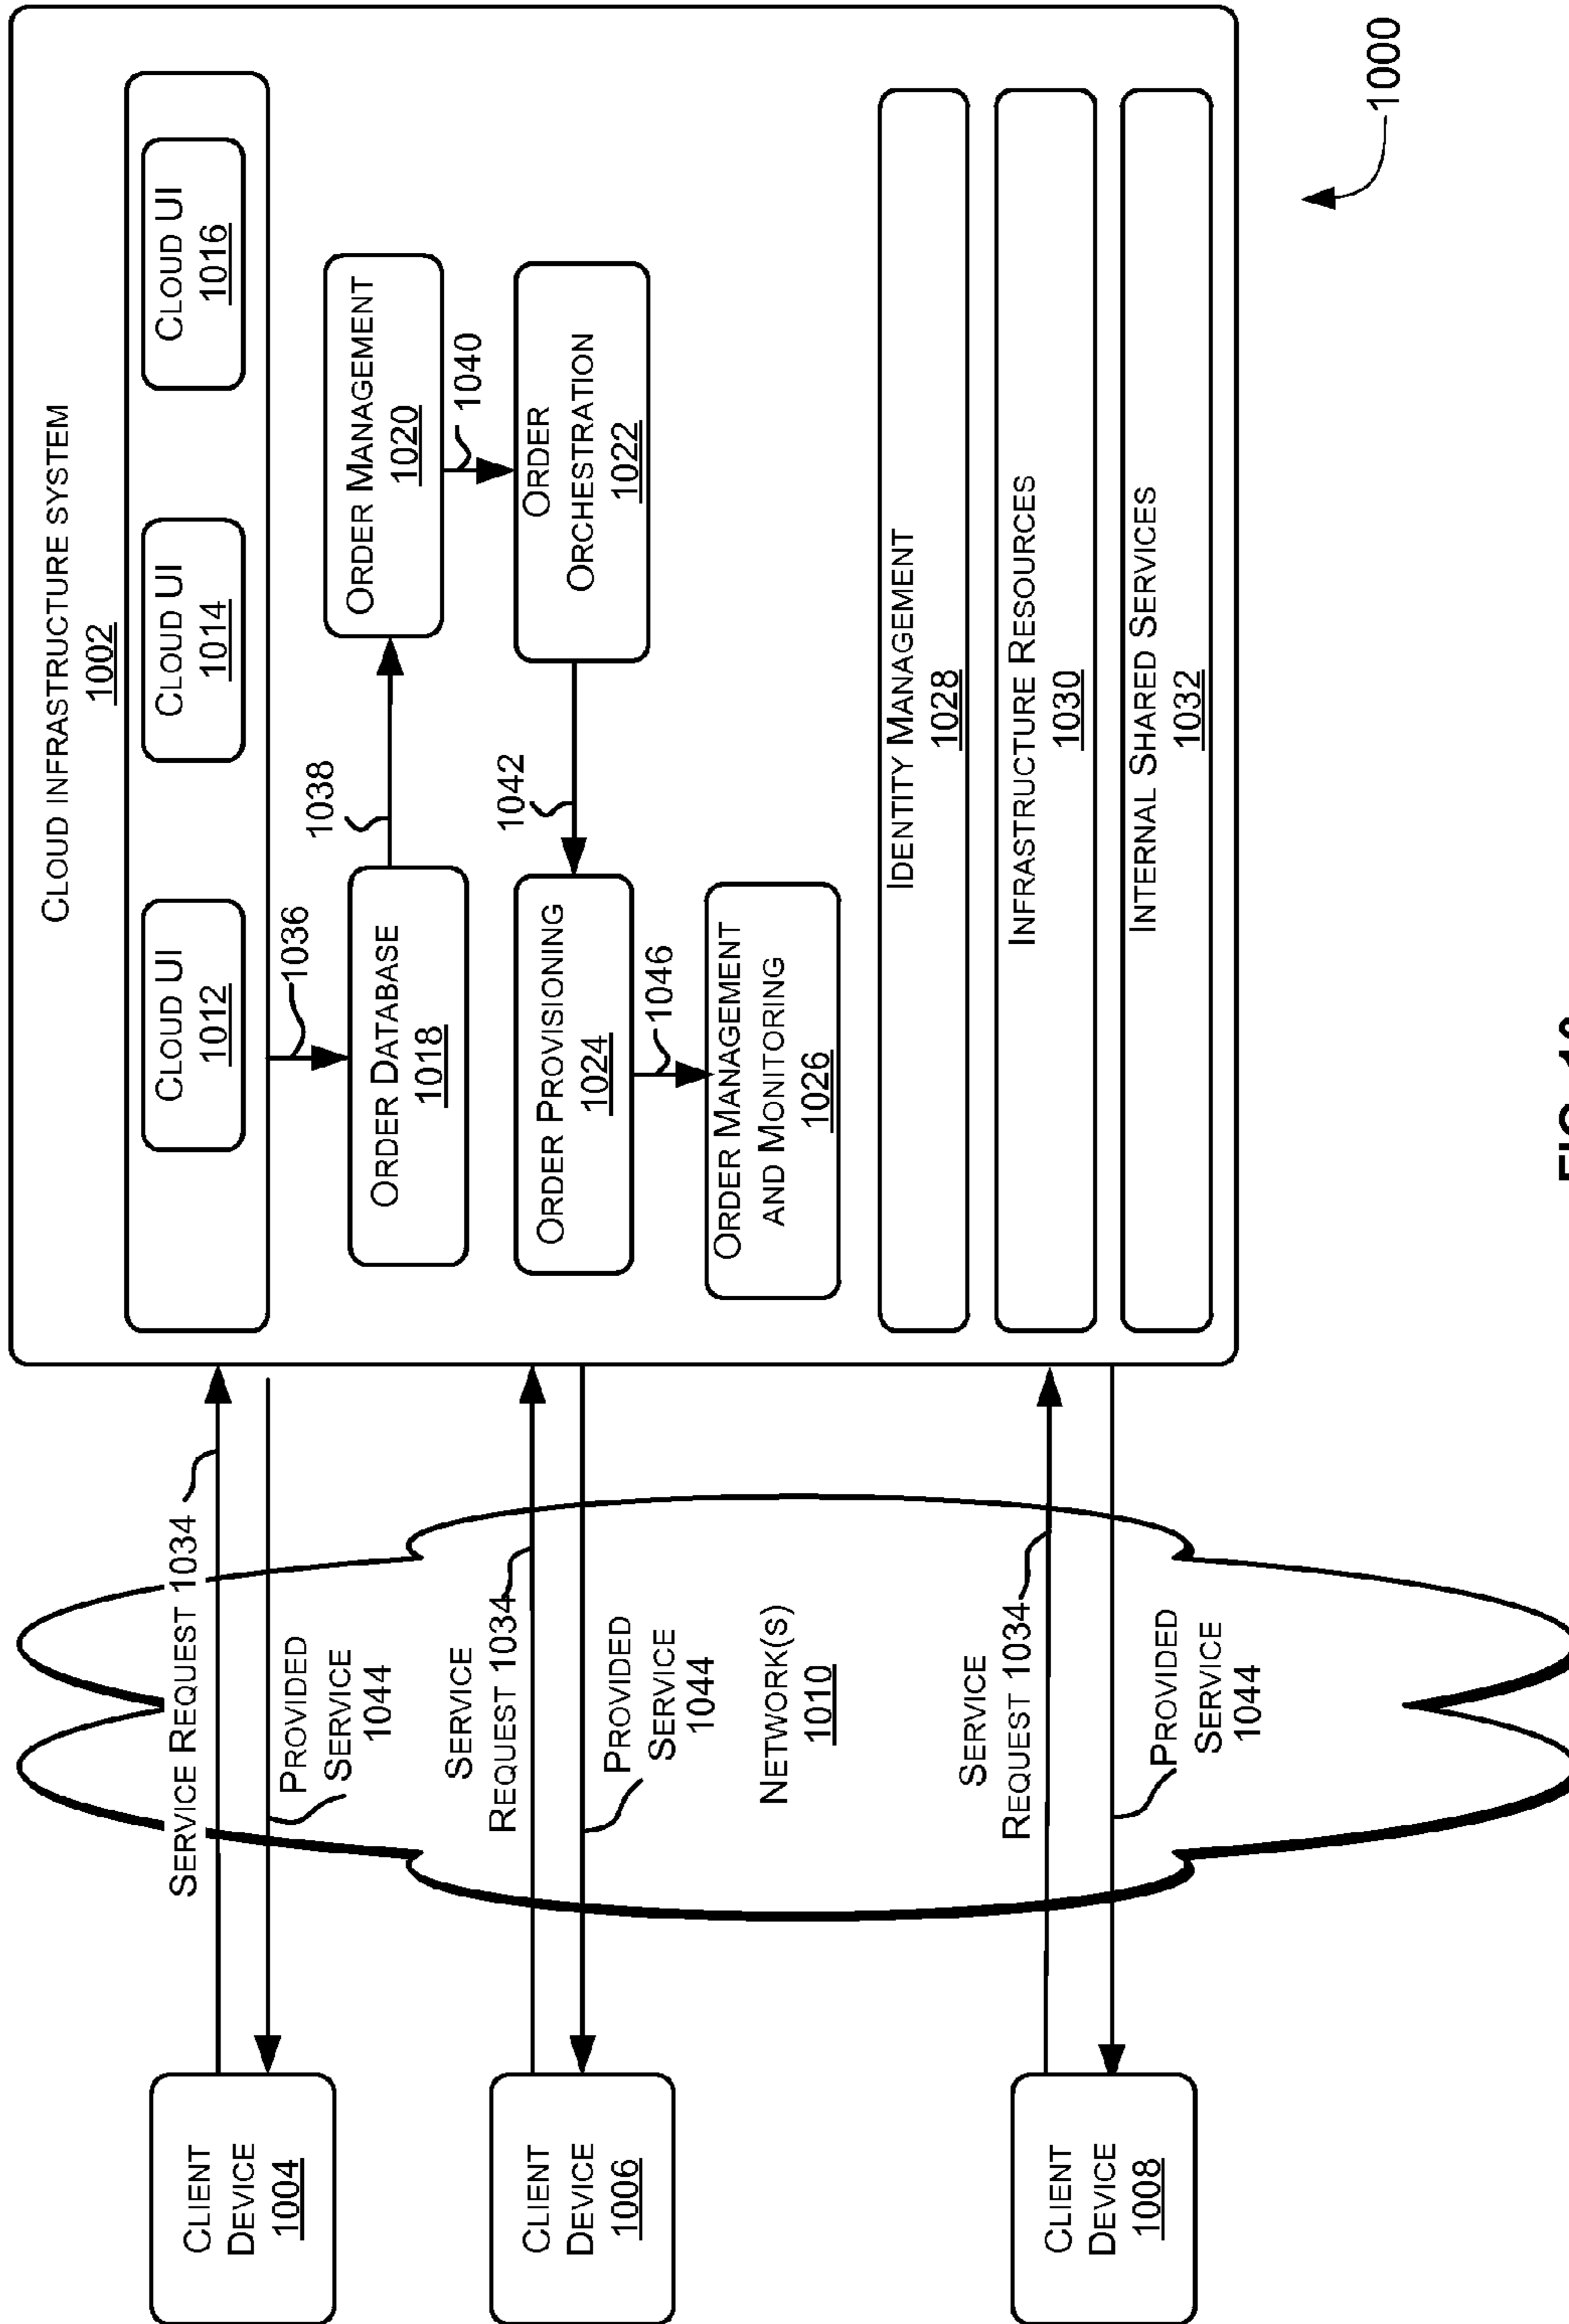 CLOUD INFRASTRUCTURE SYSTEM
1002
CLOUD UI
1012
CLOUD UI
1014
CLOUD UI
1016
1036
ORDER DATABASE
1018
1038
ORDER MANAGEMENT
1020
1040
ORDER
ORCHESTRATION
1022
1042
ORDER PROVISIONING
1024
1046
ORDER MANAGEMENT
AND MONITORING
1026
IDENTITY MANAGEMENT
1028
INFRASTRUCTURE RESOURCES
1030
INTERNAL SHARED SERVICES
1032
CLIENT
DEVICE
1004
SERVICE REQUEST 1034
PROVIDED
SERVICE
1044
CLIENT
DEVICE
1006
SERVICE
REQUEST 1034
PROVIDED
SERVICE
1044
NETWORK(S)
1010
CLIENT
DEVICE
1008
SERVICE
REQUEST 1034
PROVIDED
SERVICE
1044
1000